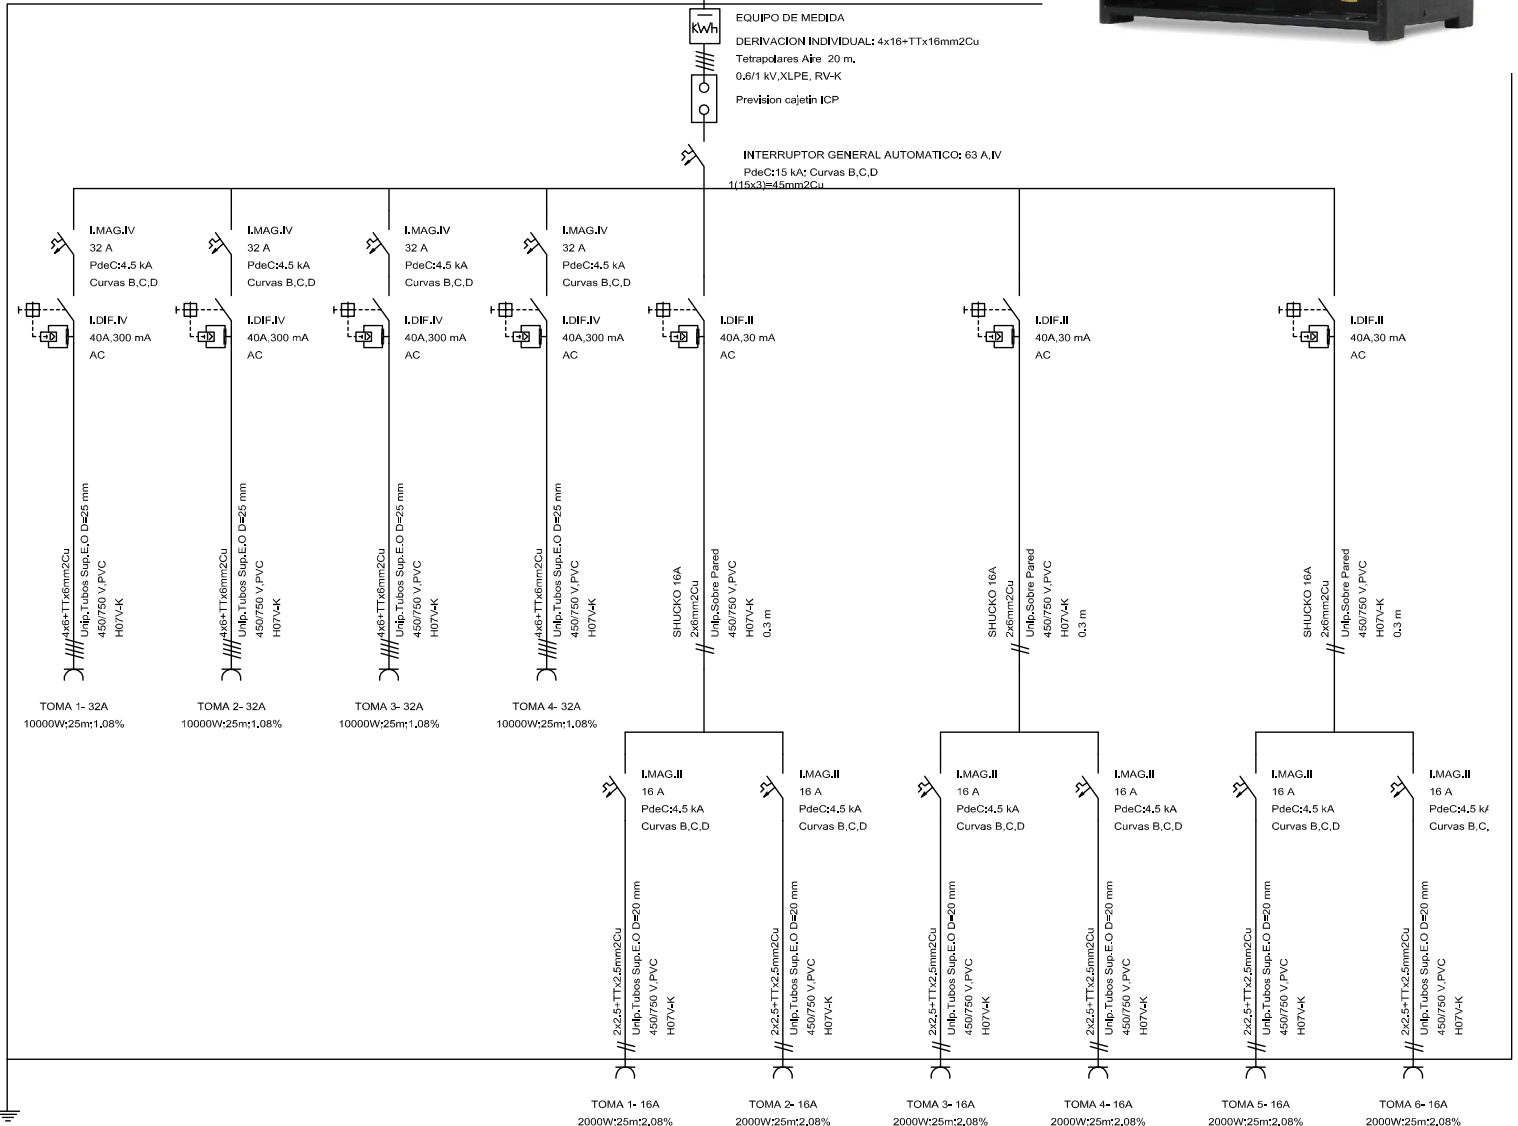 KWh
EQUIPO DE MEDIDA
DERIVACION INDIVIDUAL: 4x16+TTx16mm2Cu
Tetrapolares Aire 20 m.
0.6/1 kV,XLPE, RV-K
Prevision cajetin ICP
INTERRUPTOR GENERAL AUTOMATICO: 63 A,IV
PdeC:15 kA; Curvas B,C,D
1(15x3)=45mm2Cu
I.MAG.IV
32 A
PdeC:4.5 kA
Curvas B,C,D
I.MAG.IV
32 A
PdeC:4.5 kA
Curvas B,C,D
I.MAG.IV
32 A
PdeC:4.5 kA
Curvas B,C,D
I.MAG.IV
32 A
PdeC:4.5 kA
Curvas B,C,D
I.DIF.IV
40A,300 mA
AC
I.DIF.IV
40A,300 mA
AC
I.DIF.IV
40A,300 mA
AC
I.DIF.IV
40A,300 mA
AC
I.DIF.II
40A,30 mA
AC
I.DIF.II
40A,30 mA
AC
I.DIF.II
40A,30 mA
AC
4x6+TTx6mm2Cu
Unip.Tubos Sup.E.O D=25 mm
450/750 V,PVC
H07V-K
4x6+TTx6mm2Cu
Unip.Tubos Sup.E.O D=25 mm
450/750 V,PVC
H07V-K
4x6+TTx6mm2Cu
Unip.Tubos Sup.E.O D=25 mm
450/750 V,PVC
H07V-K
4x6+TTx6mm2Cu
Unip.Tubos Sup.E.O D=25 mm
450/750 V,PVC
H07V-K
SHUCKO 16A
2x6mm2Cu
Unip.Sobre Pared
450/750 V,PVC
H07V-K
0.3 m
SHUCKO 16A
2x6mm2Cu
Unip.Sobre Pared
450/750 V,PVC
H07V-K
0.3 m
SHUCKO 16A
2x6mm2Cu
Unip.Sobre Pared
450/750 V,PVC
H07V-K
0.3 m
TOMA 1- 32A
10000W;25m;1.08%
TOMA 2- 32A
10000W;25m;1.08%
TOMA 3- 32A
10000W;25m;1.08%
TOMA 4- 32A
10000W;25m;1.08%
I.MAG.II
16 A
PdeC:4.5 kA
Curvas B,C,D
I.MAG.II
16 A
PdeC:4.5 kA
Curvas B,C,D
I.MAG.II
16 A
PdeC:4.5 kA
Curvas B,C,D
I.MAG.II
16 A
PdeC:4.5 kA
Curvas B,C,D
I.MAG.II
16 A
PdeC:4.5 kA
Curvas B,C,D
I.MAG.II
16 A
PdeC:4.5 k
Curvas B,C,
2x2.5+TTx2.5mm2Cu
Unip.Tubos Sup.E.O D=20 mm
450/750 V,PVC
H07V-K
2x2.5+TTx2.5mm2Cu
Unip.Tubos Sup.E.O D=20 mm
450/750 V,PVC
H07V-K
2x2.5+TTx2.5mm2Cu
Unip.Tubos Sup.E.O D=20 mm
450/750 V,PVC
H07V-K
2x2.5+TTx2.5mm2Cu
Unip.Tubos Sup.E.O D=20 mm
450/750 V,PVC
H07V-K
2x2.5+TTx2.5mm2Cu
Unip.Tubos Sup.E.O D=20 mm
450/750 V,PVC
H07V-K
2x2.5+TTx2.5mm2Cu
Unip.Tubos Sup.E.O D=20 mm
450/750 V,PVC
H07V-K
TOMA 1- 16A
2000W;25m;2.08%
TOMA 2- 16A
2000W;25m;2.08%
TOMA 3- 16A
2000W;25m;2.08%
TOMA 4- 16A
2000W;25m;2.08%
TOMA 5- 16A
2000W;25m;2.08%
TOMA 6- 16A
2000W;25m;2.08%